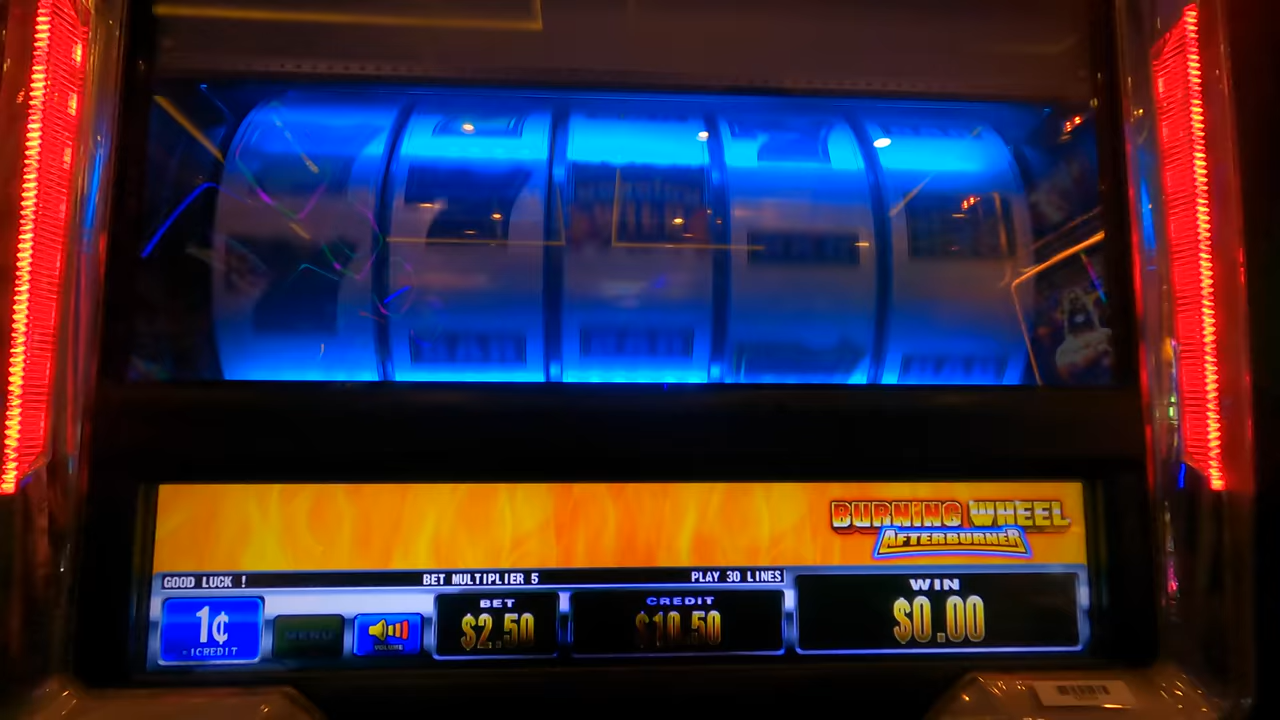 BURNING WHEEL
AFTERBURNER
GOOD LUCK !
BET MULTIPLIER 5
PLAY 30 LINES
1¢
=1CREDIT
MENU
VOLUME
BET
$2.50
CREDIT
$10.50
WIN
$0.00